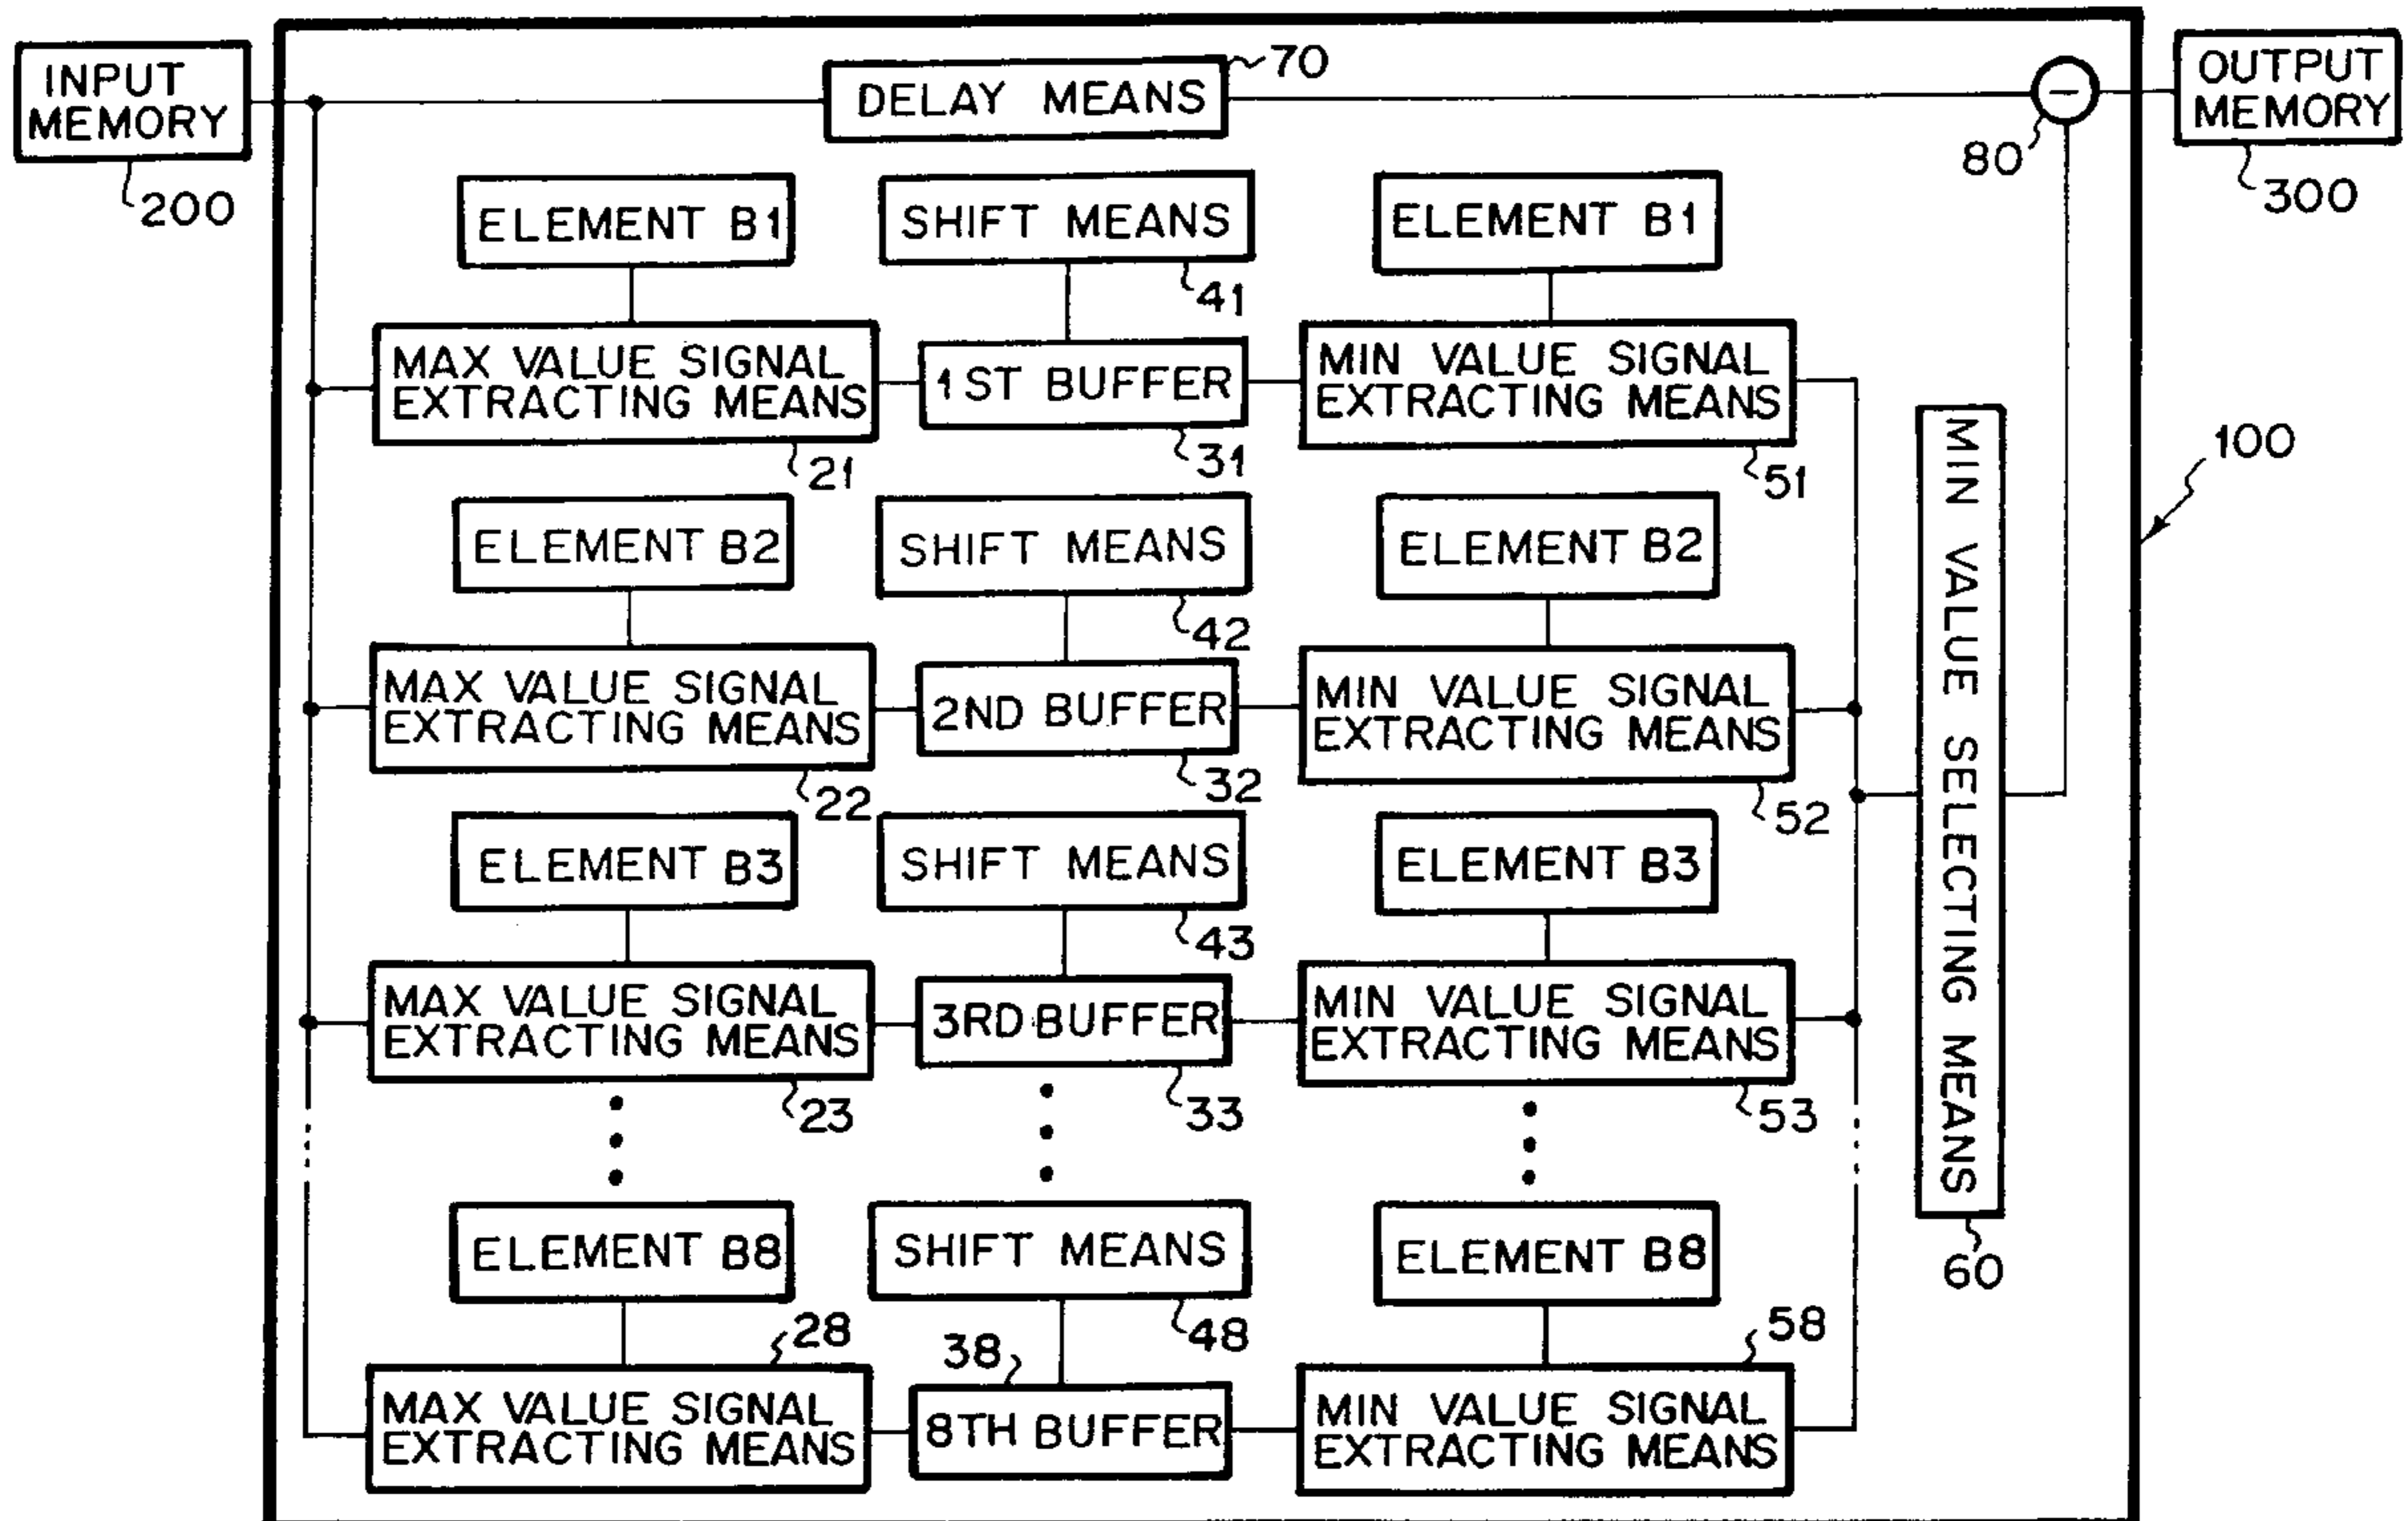 INPUT
MEMORY
200
DELAY MEANS
70
80
OUTPUT
MEMORY
300
ELEMENT B1
SHIFT MEANS
41
ELEMENT B1
MAX VALUE SIGNAL
EXTRACTING MEANS
21
1ST BUFFER
31
MIN VALUE SIGNAL
EXTRACTING MEANS
51
100
ELEMENT B2
SHIFT MEANS
42
ELEMENT B2
MAX VALUE SIGNAL
EXTRACTING MEANS
22
2ND BUFFER
32
MIN VALUE SIGNAL
EXTRACTING MEANS
52
MIN VALUE SELECTING MEANS
60
ELEMENT B3
SHIFT MEANS
43
ELEMENT B3
MAX VALUE SIGNAL
EXTRACTING MEANS
23
3RD BUFFER
33
MIN VALUE SIGNAL
EXTRACTING MEANS
53
ELEMENT B8
SHIFT MEANS
48
ELEMENT B8
28
MAX VALUE SIGNAL
EXTRACTING MEANS
38
8TH BUFFER
58
MIN VALUE SIGNAL
EXTRACTING MEANS